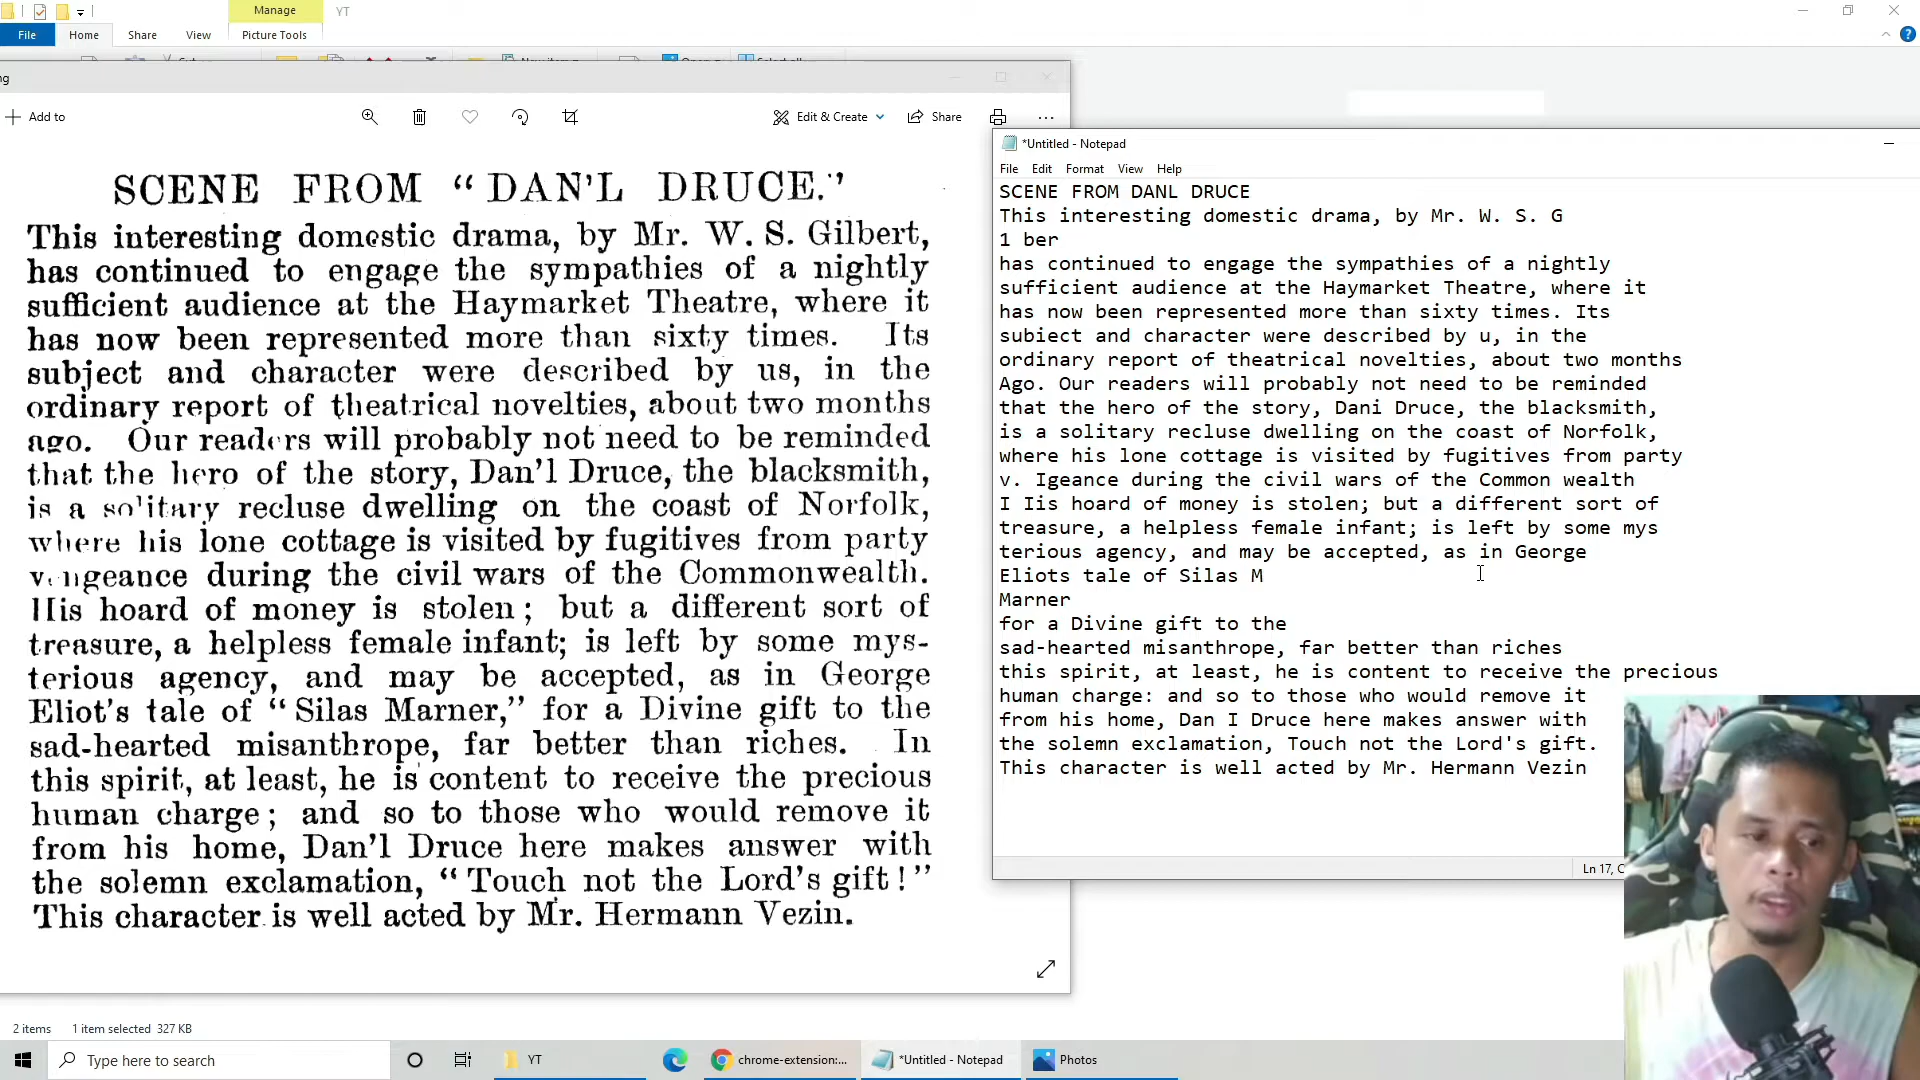 Manage
YT
File
Home
Share
View
Picture Tools
ng
Add to
Edit & Create
Share
SCENE FROM “DAN'L DRUCE.”
This interesting domestic drama, by Mr. W. S. Gilbert,
has continued to engage the sympathies of a nightly
sufficient audience at the Haymarket Theatre, where it
has now been represented more than sixty times. Its
subject and character were described by us, in the
ordinary report of theatrical novelties, about two months
ago. Our readers will probably not need to be reminded
that the hero of the story, Dan'l Druce, the blacksmith,
is a solitary recluse dwelling on the coast of Norfolk,
where his lone cottage is visited by fugitives from party
vengeance during the civil wars of the Commonwealth.
His hoard of money is stolen; but a different sort of
treasure, a helpless female infant; is left by some mys-
terious agency, and may be accepted, as in George
Eliot's tale of “Silas Marner,” for a Divine gift to the
sad-hearted misanthrope, far better than riches. In
this spirit, at least, he is content to receive the precious
human charge; and so to those who would remove it
from his home, Dan'l Druce here makes answer with
the solemn exclamation, “Touch not the Lord's gift!”
This character is well acted by Mr. Hermann Vezin.
*Untitled - Notepad
File Edit Format View Help
SCENE FROM DANL DRUCE
This interesting domestic drama, by Mr. W. S. G
1 ber
has continued to engage the sympathies of a nightly
sufficient audience at the Haymarket Theatre, where it
has now been represented more than sixty times. Its
subiect and character were described by u, in the
ordinary report of theatrical novelties, about two months
Ago. Our readers will probably not need to be reminded
that the hero of the story, Dani Druce, the blacksmith,
is a solitary recluse dwelling on the coast of Norfolk,
where his lone cottage is visited by fugitives from party
v. Igeance during the civil wars of the Common wealth
I Iis hoard of money is stolen; but a different sort of
treasure, a helpless female infant; is left by some mys
terious agency, and may be accepted, as in George
Eliots tale of Silas M
Marner
for a Divine gift to the
sad-hearted misanthrope, far better than riches
this spirit, at least, he is content to receive the precious
human charge: and so to those who would remove it
from his home, Dan I Druce here makes answer with
the solemn exclamation, Touch not the Lord's gift.
This character is well acted by Mr. Hermann Vezin
Ln 17, C
2 items
1 item selected 327 KB
Type here to search
YT
chrome-extension:...
*Untitled - Notepad
Photos